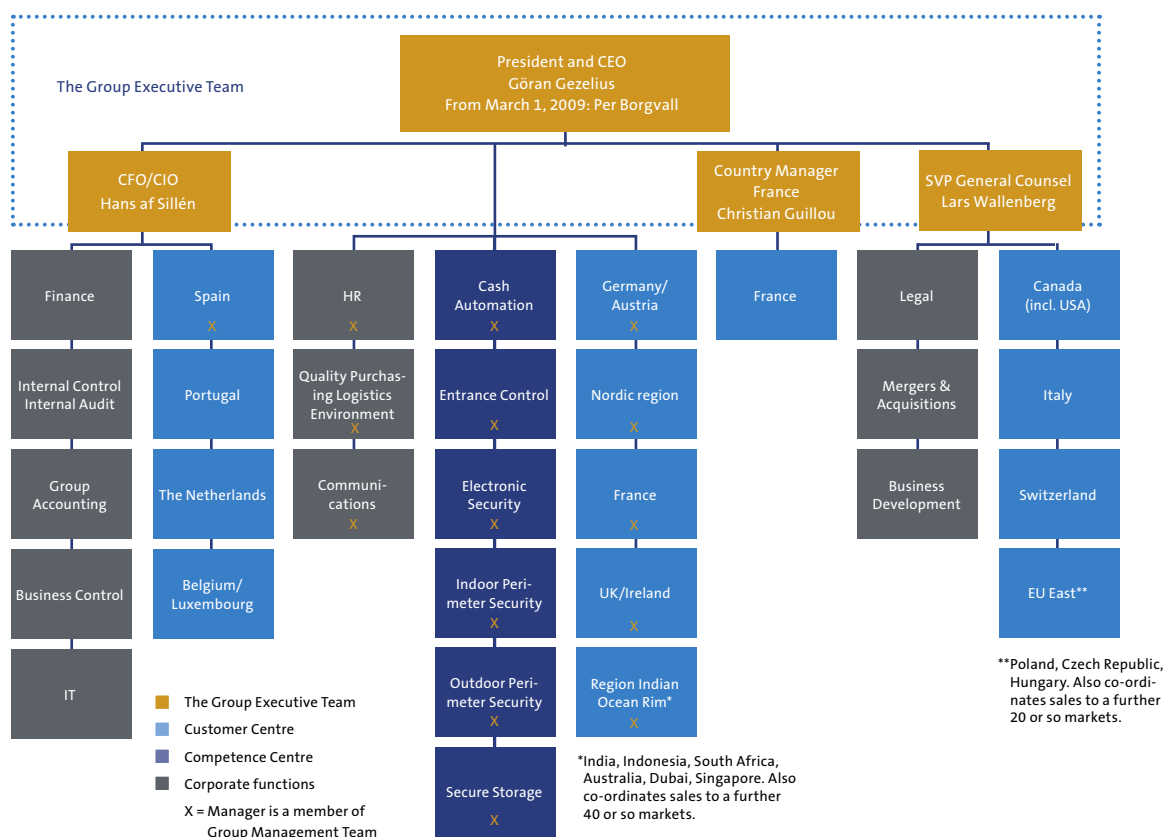 The Group Executive Team
President and CEO
Göran Gezelius
From March 1, 2009: Per Borgvall
CFO/CIO
Hans af Sillén
Country Manager
France
Christian Guillou
SVP General Counsel
Lars Wallenberg
Finance
Internal Control
Internal Audit
Group
Accounting
Business Control
IT
Spain
X
Portugal
The Netherlands
Belgium/
Luxembourg
HR
X
Quality Purchas-
ing Logistics
Environment
X
Communi-
cations
X
Cash
Automation
X
Entrance Control
X
Electronic
Security
X
Indoor Peri-
meter Security
X
Outdoor Peri-
meter Security
X
Secure Storage
X
Germany/
Austria
X
Nordic region
X
France
X
UK/Ireland
X
Region Indian
Ocean Rim*
X
*India, Indonesia, South Africa,
Australia, Dubai, Singapore. Also
co-ordinates sales to a further
40 or so markets.
France
Legal
Mergers &
Acquisitions
Business
Development
Canada
(incl. USA)
Italy
Switzerland
EU East**
**Poland, Czech Republic,
Hungary. Also co-ordi-
nates sales to a further
20 or so markets.
The Group Executive Team
Customer Centre
Competence Centre
Corporate functions
X = Manager is a member of
Group Management Team